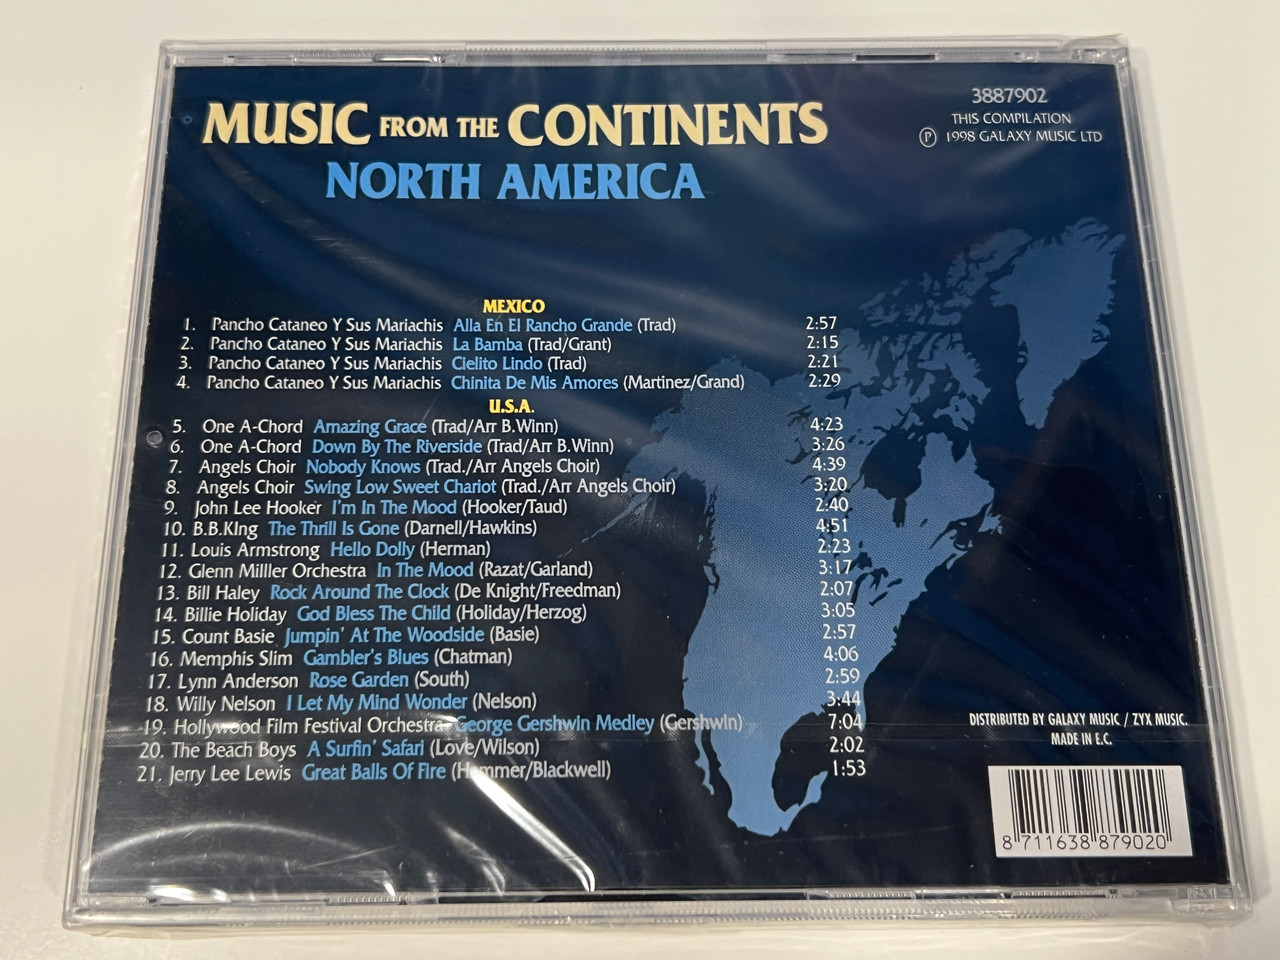 MUSIC FROM THE CONTINENTS
NORTH AMERICA
3887902
THIS COMPILATION
Ⓟ 1998 GALAXY MUSIC LTD
MEXICO
1. Pancho Cataneo Y Sus Mariachis Alla En El Rancho Grande (Trad) 2:57
2. Pancho Cataneo Y Sus Mariachis La Bamba (Trad/Grant) 2:15
3. Pancho Cataneo Y Sus Mariachis Cielito Lindo (Trad) 2:21
4. Pancho Cataneo Y Sus Mariachis Chinita De Mis Amores (Martinez/Grand) 2:29
U.S.A.
5. One A-Chord Amazing Grace (Trad/Arr B.Winn) 4:23
6. One A-Chord Down By The Riverside (Trad/Arr B.Winn) 3:26
7. Angels Choir Nobody Knows (Trad./Arr Angels Choir) 4:39
8. Angels Choir Swing Low Sweet Chariot (Trad./Arr Angels Choir) 3:20
9. John Lee Hooker I'm In The Mood (Hooker/Taud) 2:40
10. B.B.KIng The Thrill Is Gone (Darnell/Hawkins) 4:51
11. Louis Armstrong Hello Dolly (Herman) 2:23
12. Glenn Milller Orchestra In The Mood (Razat/Garland) 3:17
13. Bill Haley Rock Around The Clock (De Knight/Freedman) 2:07
14. Billie Holiday God Bless The Child (Holiday/Herzog) 3:05
15. Count Basie Jumpin' At The Woodside (Basie) 2:57
16. Memphis Slim Gambler's Blues (Chatman) 4:06
17. Lynn Anderson Rose Garden (South) 2:59
18. Willy Nelson I Let My Mind Wonder (Nelson) 3:44
19. Hollywood Film Festival Orchestra George Gershwin Medley (Gershwin) 7:04
20. The Beach Boys A Surfin' Safari (Love/Wilson) 2:02
21. Jerry Lee Lewis Great Balls Of Fire (Hammer/Blackwell) 1:53
DISTRIBUTED BY GALAXY MUSIC / ZYX MUSIC.
MADE IN E.C.
8 711638 879020